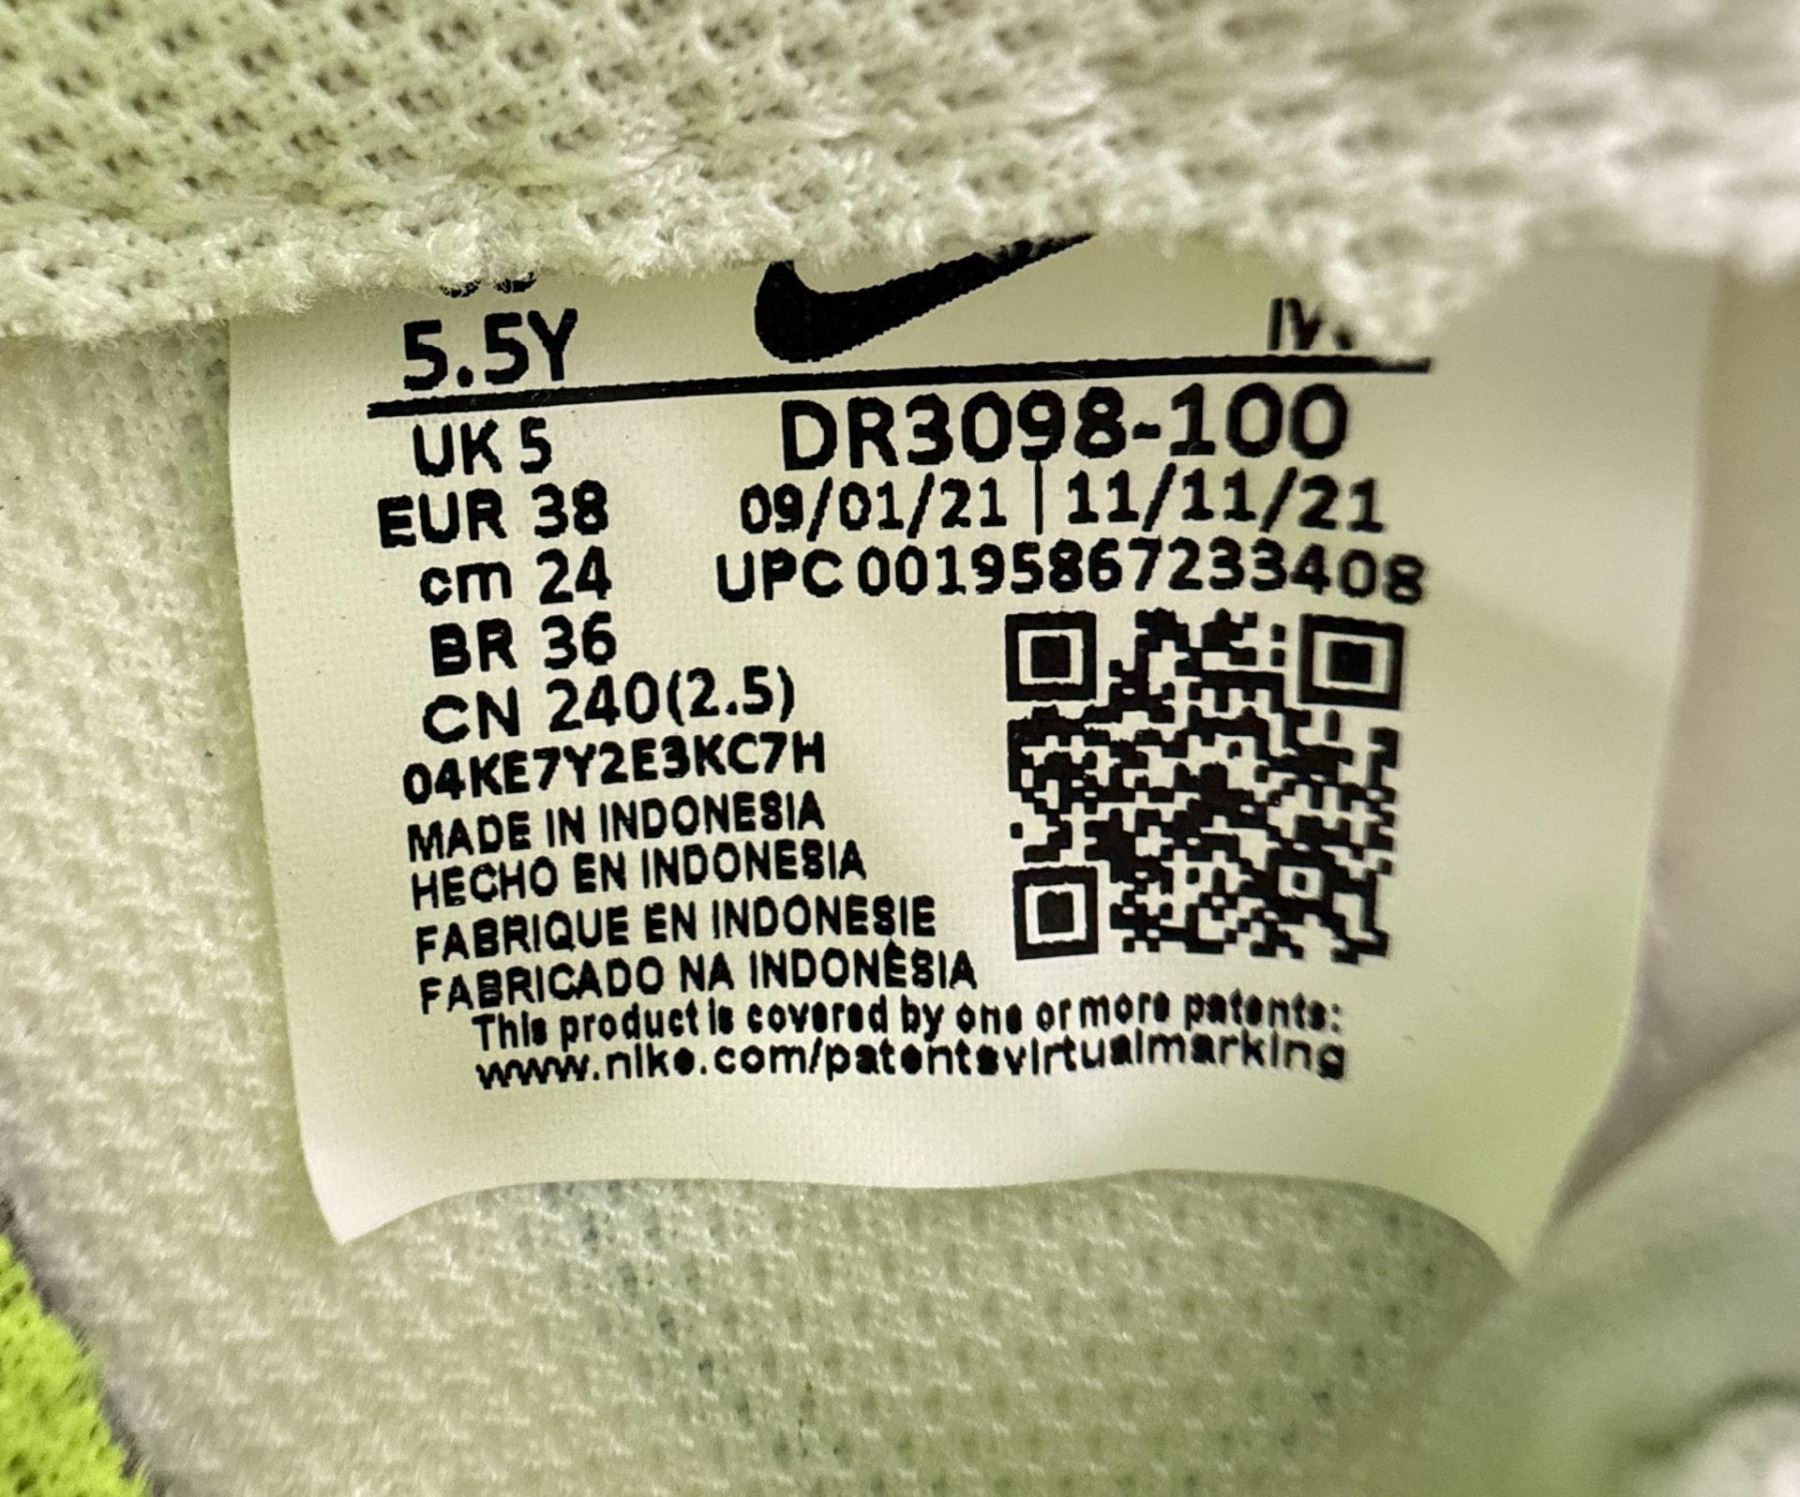 5.5Y
UK 5
EUR 38
cm 24
BR 36
CN 240(2.5)
DR3098-100
09/01/21 | 11/11/21
UPC 00195867233408
04KE7Y2E3KC7H
MADE IN INDONESIA
HECHO EN INDONESIA
FABRIQUE EN INDONESIE
FABRICADO NA INDONÉSIA
This product is covered by one or more patents:
www.nike.com/patentsvirtualmarking